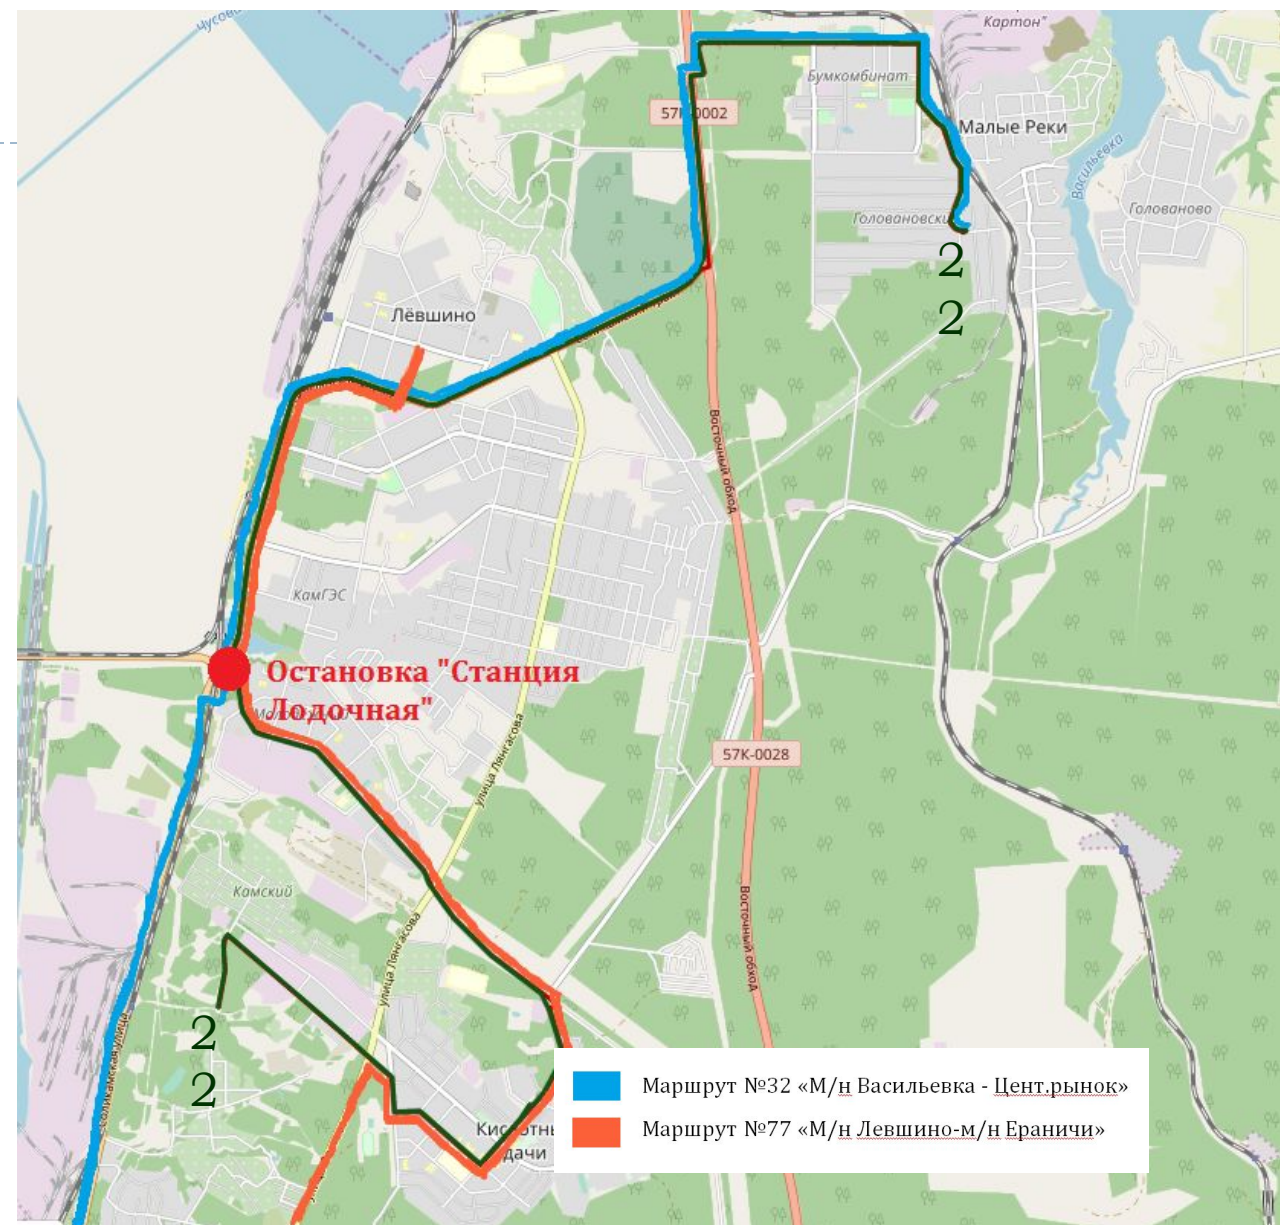 Чусова
Картон"
Бумкомбинат
57К-0002
Малые Реки
Васильевка
Голованово
Головановский
2
2
Лёвшино
Восточный обход
КамГЭС
Остановка "Станция
Лодочная"
57К-0028
улица Лянгасова
Камский
улица Лянгасова
Восточный обход
2
2
Соликамская улица
Маршрут №32 «М/н Васильевка - Цент.рынок»
Маршрут №77 «М/н Левшино-м/н Ераничи»
дачи